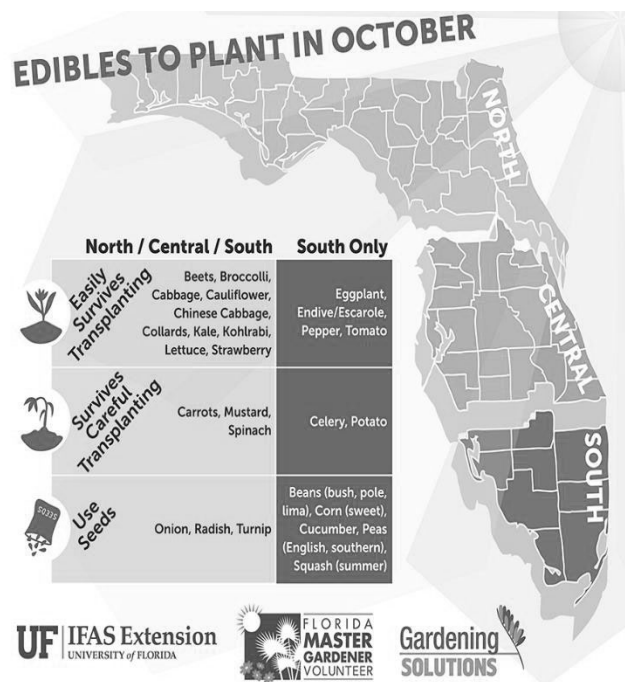 EDIBLES TO PLANT IN OCTOBER
NORTH
CENTRAL
SOUTH
North / Central / South
South Only
Easily
Survives
Transplanting
Beets, Broccolli,
Cabbage, Cauliflower,
Chinese Cabbage,
Collards, Kale, Kohlrabi,
Lettuce, Strawberry
Eggplant,
Endive/Escarole,
Pepper, Tomato
Survives
Careful
Transplanting
Carrots, Mustard,
Spinach
Celery, Potato
SEEDS
Use
Seeds
Onion, Radish, Turnip
Beans (bush, pole,
lima), Corn (sweet),
Cucumber, Peas
(English, southern),
Squash (summer)
UF IFAS Extension
UNIVERSITY of FLORIDA
FLORIDA
MASTER
GARDENER
VOLUNTEER
Gardening
SOLUTIONS